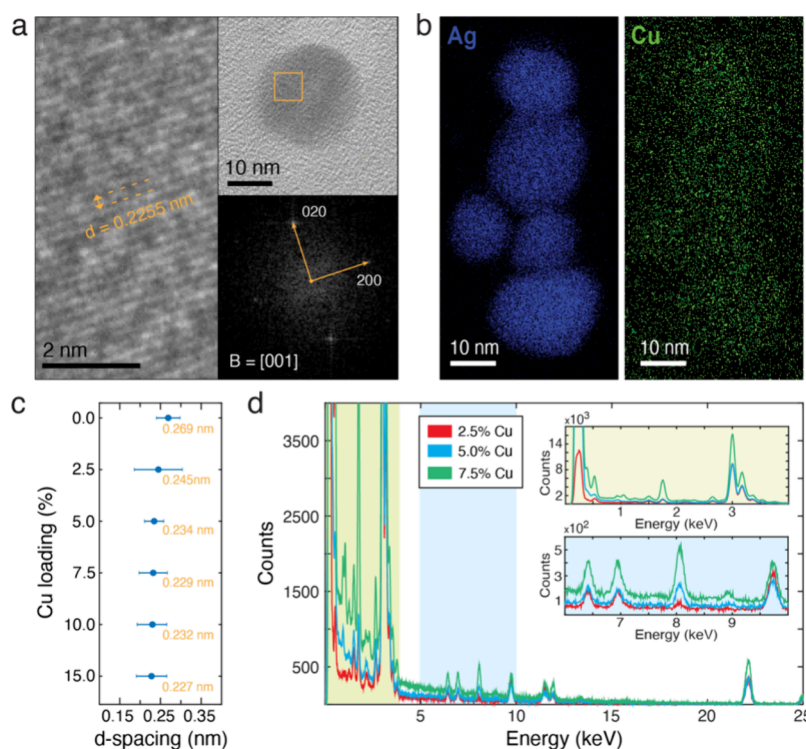 a
d = 0.2255 nm
2 nm
10 nm
020
200
B = [001]
b
Ag
Cu
10 nm
10 nm
c
Cu loading (%)
0.0
0.269 nm
2.5
0.245nm
5.0
0.234 nm
7.5
0.229 nm
10.0
0.232 nm
15.0
0.227 nm
0.15 0.25 0.35
d-spacing (nm)
d
Counts
4000
3500
2500
1500
500
5 10 15 20 25
Energy (keV)
2.5% Cu
5.0% Cu
7.5% Cu
x10³
Counts
14
10
6
2
1 2 3
Energy (keV)
x10²
Counts
5
3
1
7 8 9
Energy (keV)